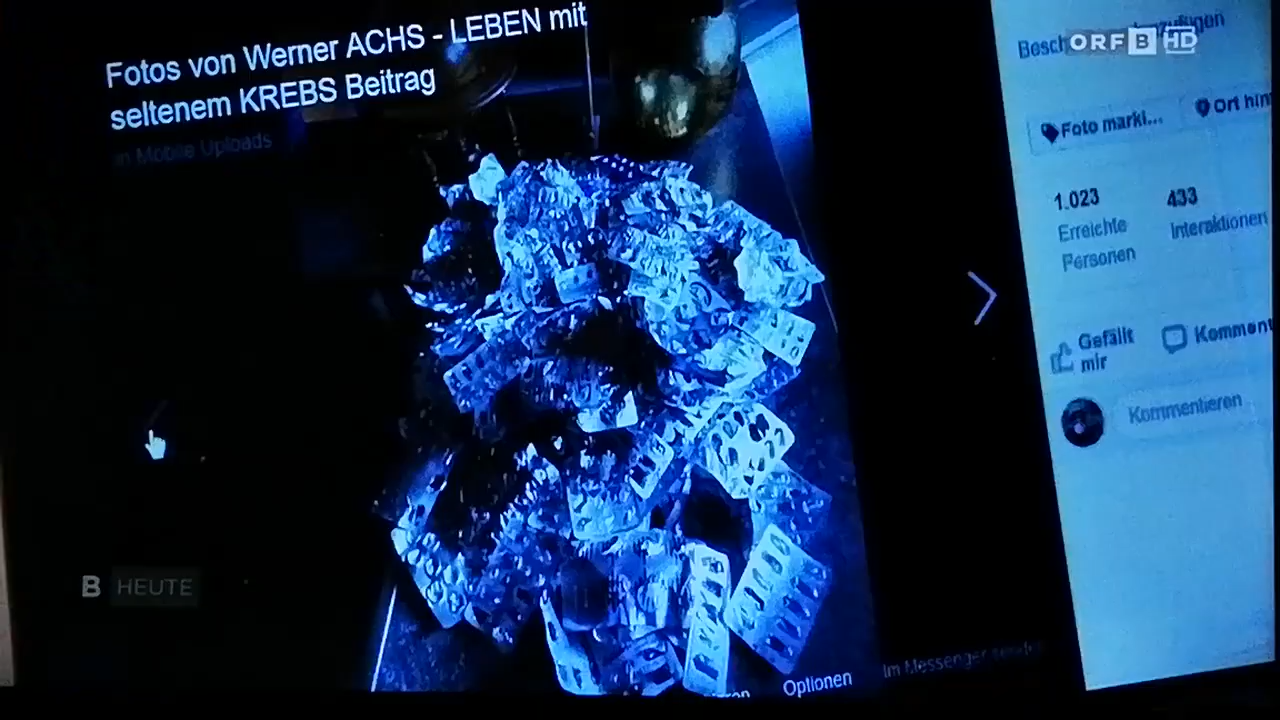 Fotos von Werner ACHS - LEBEN mit
seltenem KREBS Beitrag
in Mobile Uploads
ORF B HD
Foto marki...
Ort hin
1.023
433
Erreichte
Personen
Interaktionen
Gefällt
mir
Komment
Kommentieren
B HEUTE
Optionen
Im Messenger